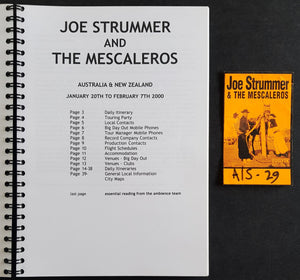 JOE STRUMMER
AND
THE MESCALEROS
AUSTRALIA & NEW ZEALAND
JANUARY 20TH TO FEBRUARY 7TH 2000
Page 3 Daily Itinerary
Page 4 Touring Party
Page 5 Local Contacts
Page 6 Big Day Out Mobile Phones
Page 7 Tour Manager Mobile Phones
Page 8 Record Company Contacts
Page 9 Production Contacts
Page 10 Flight Schedules
Page 11 Accommodation
Page 12 Venues - Big Day Out
Page 13 Venues - Clubs
Page 14-38 Daily Itineraries
Page 39- General Local Information
City Maps
last page essential reading from the ambience team
Joe Strummer
& THE MESCALEROS
A/S - 29